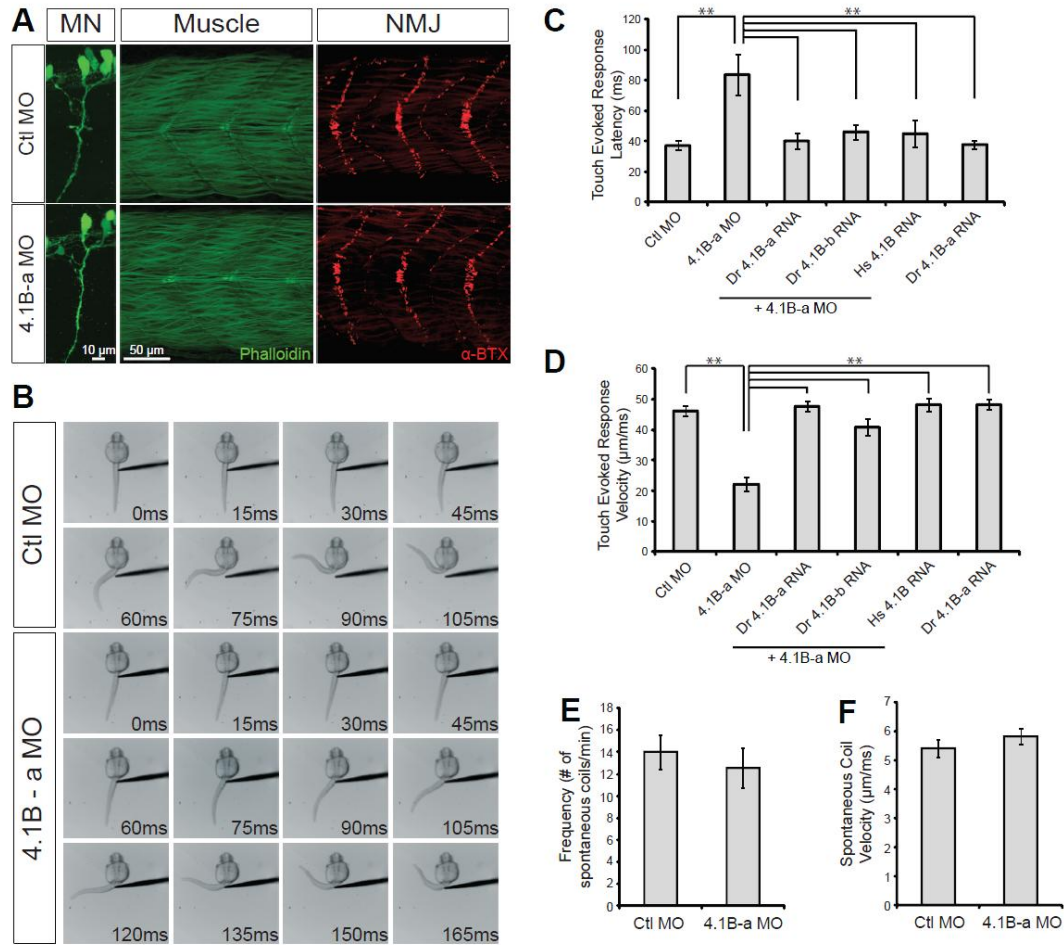 A
MN
Muscle
NMJ
Ctl MO
4.1B-a MO
10 µm
50 µm
Phalloidin
α-BTX
B
Ctl MO
0ms
15ms
30ms
45ms
60ms
75ms
90ms
105ms
4.1B - a MO
0ms
15ms
30ms
45ms
60ms
75ms
90ms
105ms
120ms
135ms
150ms
165ms
C
Touch Evoked Response
Latency (ms)
120
100
80
60
40
20
0
**
**
Ctl MO
4.1B-a MO
Dr 4.1B-a RNA
Dr 4.1B-b RNA
Hs 4.1B RNA
Dr 4.1B-a RNA
+ 4.1B-a MO
D
Touch Evoked Response
Velocity (µm/ms)
60
50
40
30
20
10
0
**
**
Ctl MO
4.1B-a MO
Dr 4.1B-a RNA
Dr 4.1B-b RNA
Hs 4.1B RNA
Dr 4.1B-a RNA
+ 4.1B-a MO
E
Frequency (# of
spontaneous coils/min)
18
16
14
12
10
8
6
4
2
0
Ctl MO
4.1B-a MO
F
Spontaneous Coil
Velocity (µm/ms)
7
6
5
4
3
2
1
0
Ctl MO
4.1B-a MO